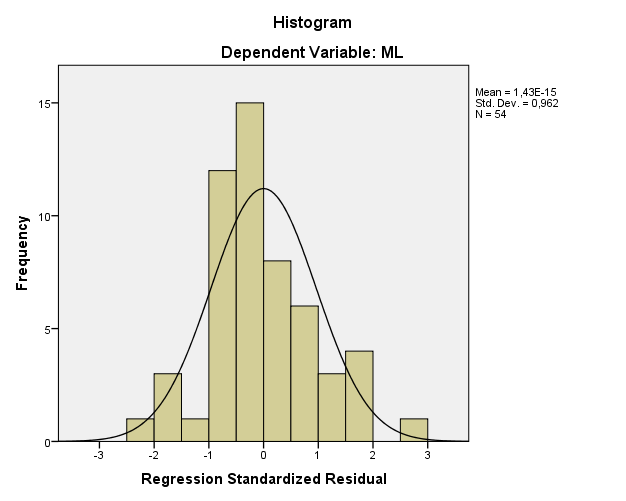 Histogram
Dependent Variable: ML
Mean = 1,43E-15
Std. Dev. = 0,962
N = 54
Frequency
15
10
5
0
-3 -2 -1 0 1 2 3
Regression Standardized Residual